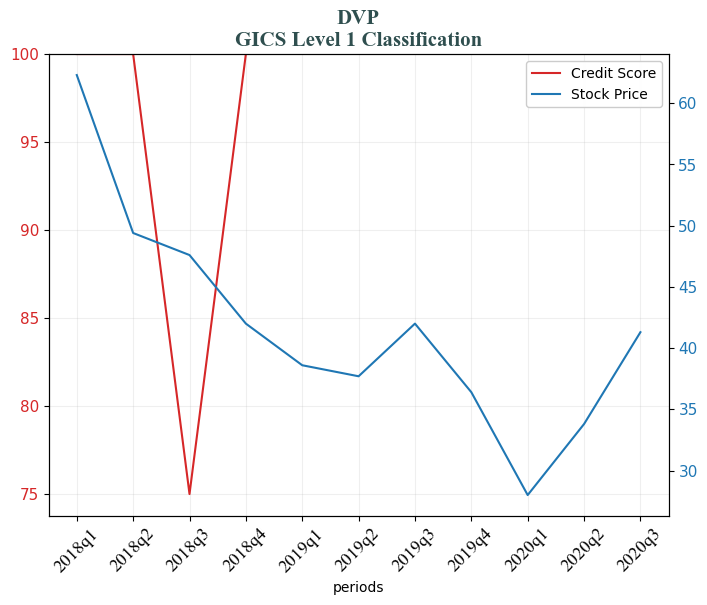 DVP
GICS Level 1 Classification
Credit Score
Stock Price
100
95
90
85
80
75
60
55
50
45
40
35
30
2018q1
2018q2
2018q3
2018q4
2019q1
2019q2
2019q3
2019q4
2020q1
2020q2
2020q3
periods